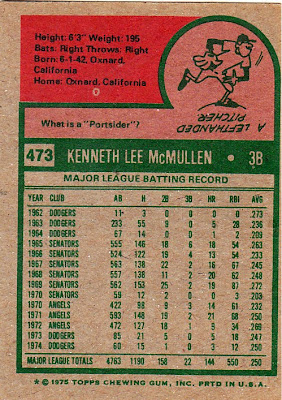 Height: 6'3" Weight: 195
Bats: Right Throws: Right
Born: 6-1-42, Oxnard,
California
Home: Oxnard, California
What is a "Portsider"?
A LEFTHANDED
PITCHER
473 KENNETH LEE McMULLEN • 3B
MAJOR LEAGUE BATTING RECORD
YEAR CLUB AB H 2B 3B HR RBI AVG.
1962 DODGERS 11 3 0 0 0 0 .273
1963 DODGERS 233 55 9 0 5 28 .236
1964 DODGERS 67 14 0 0 1 2 .209
1965 SENATORS 555 146 18 6 18 54 .263
1966 SENATORS 524 122 19 4 13 54 .233
1967 SENATORS 563 138 22 2 16 67 .245
1968 SENATORS 557 138 11 2 20 62 .248
1969 SENATORS 562 153 25 2 19 87 .272
1970 SENATORS 59 12 2 0 0 3 .203
1970 ANGELS 422 98 9 3 14 61 .232
1971 ANGELS 593 148 19 2 21 68 .250
1972 ANGELS 472 127 18 1 9 34 .269
1973 DODGERS 85 21 5 0 5 18 .247
1974 DODGERS 60 15 1 0 3 12 .250
MAJOR LEAGUE TOTALS 4763 1190 158 22 144 550 .250
* © 1975 TOPPS CHEWING GUM, INC. PRTD IN U.S.A.